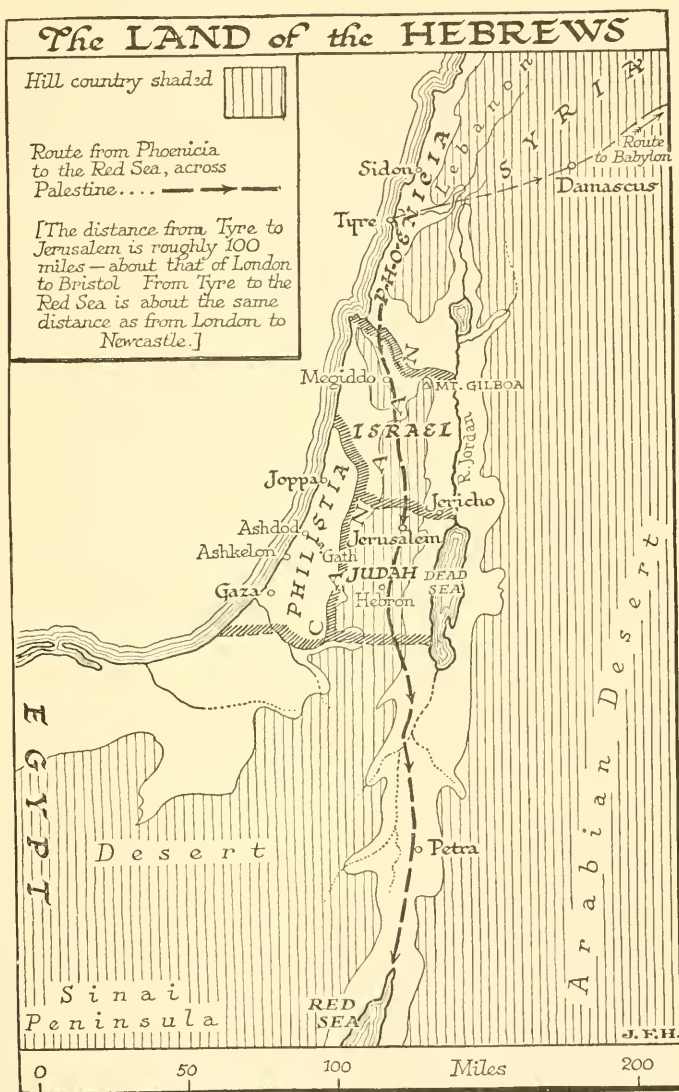 The LAND of the HEBREWS
Hill country shaded
Route from Phoenicia
to the Red Sea, across
Palestine....
[The distance from Tyre to
Jerusalem is roughly 100
miles — about that of London
to Bristol From Tyre to the
Red Sea is about the same
distance as from London to
Newcastle.]
SYRIA
Lebanon
Route
to Babylon
Sidon
Damascus
PHOENICIA
Tyre
CANAAN
Megiddo
MT. GILBOA
ISRAEL
R. Jordan
Joppa
Jericho
PHILISTIA
Ashdod
Jerusalem
Ashkelon
Gath
JUDAH
DEAD
SEA
Gaza
Hebron
EGYPT
Arabian Desert
Desert
Petra
Sinai
Peninsula
RED
SEA
J.F.H.
0 50 100 Miles 200